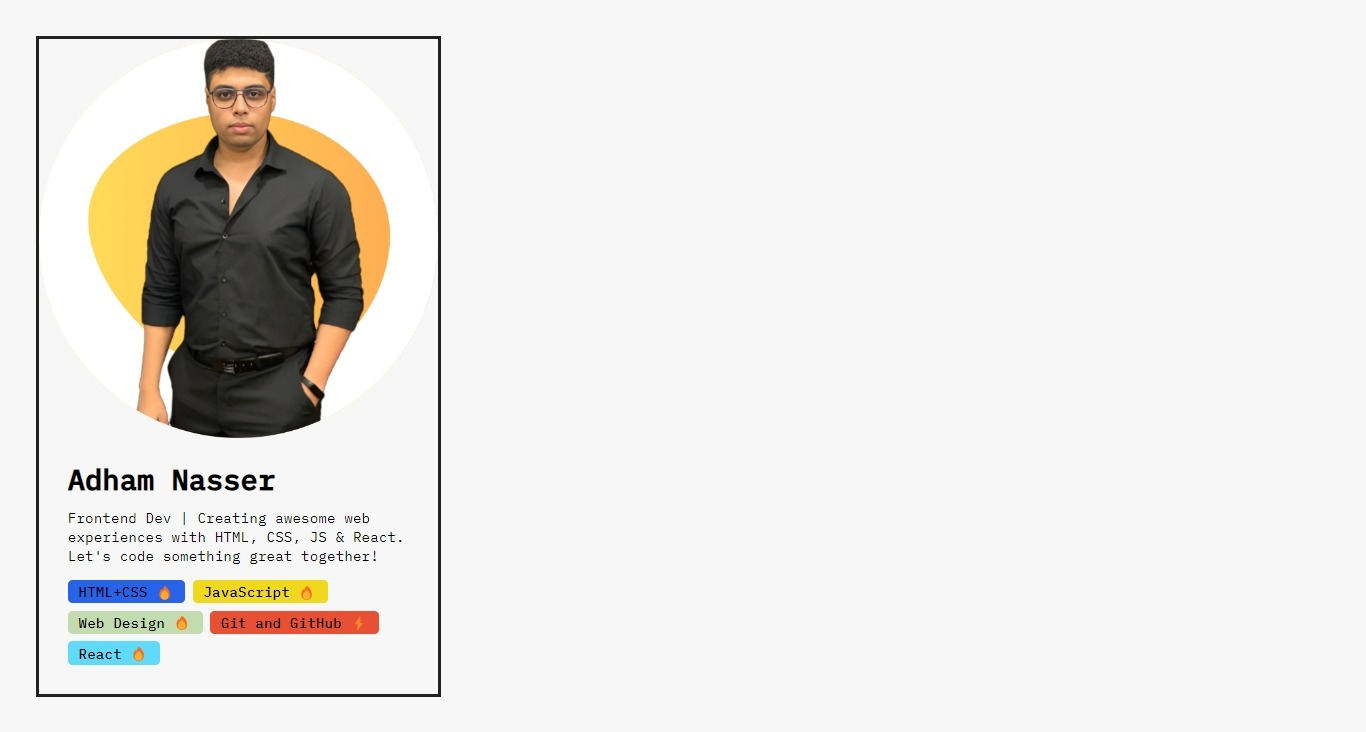 Adham Nasser
Frontend Dev | Creating awesome web
experiences with HTML, CSS, JS & React.
Let's code something great together!
HTML+CSS 🔥 JavaScript 🔥
Web Design 🔥 Git and GitHub ⚡
React 🔥